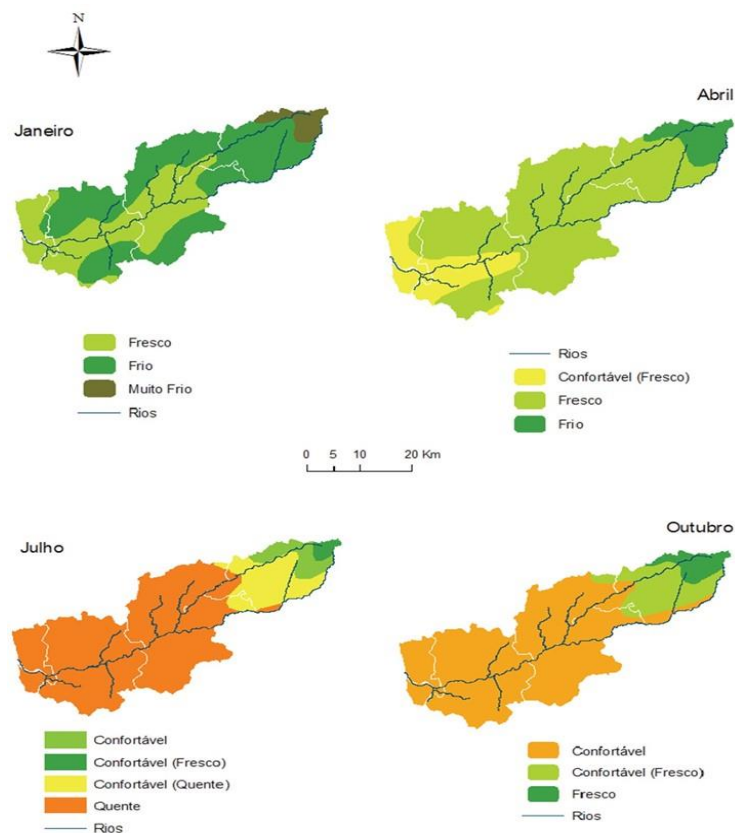 N
Janeiro
Fresco
Frio
Muito Frio
Rios
Abril
Rios
Confortável (Fresco)
Fresco
Frio
0 5 10 20 Km
Julho
Confortável
Confortável (Fresco)
Confortável (Quente)
Quente
Rios
Outubro
Confortável
Confortável (Fresco)
Fresco
Rios